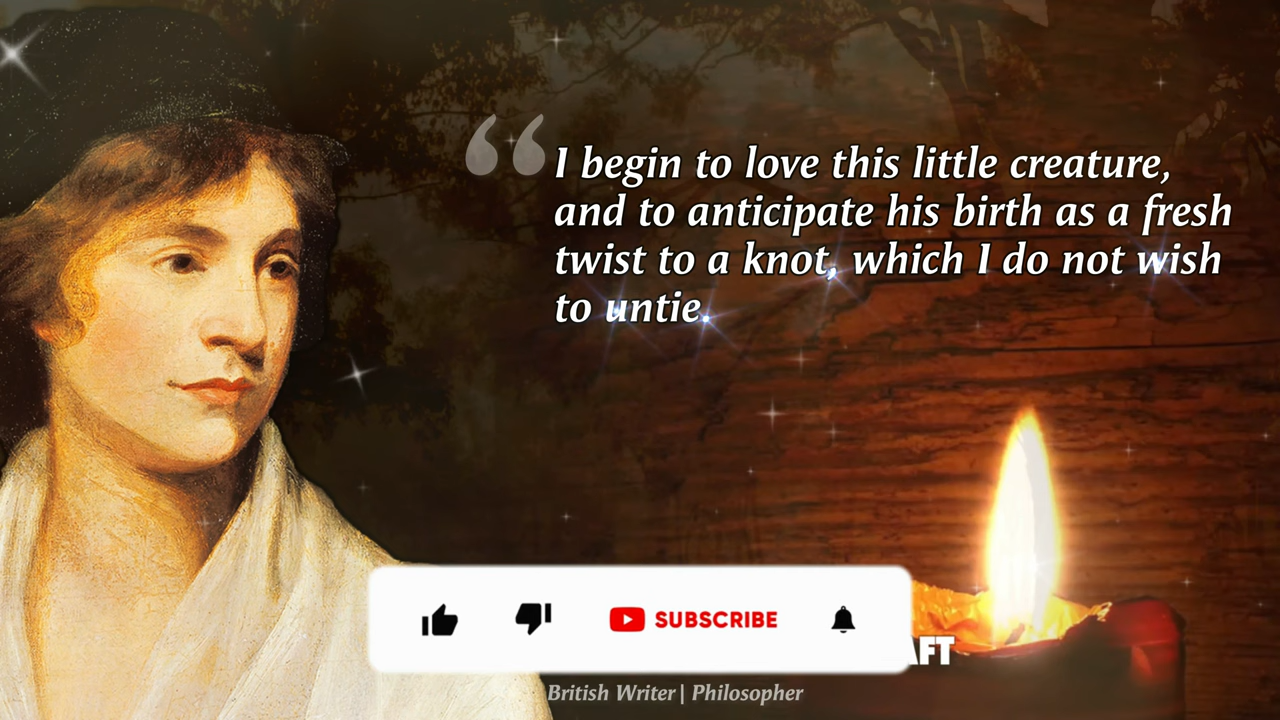 “
I begin to love this little creature,
and to anticipate his birth as a fresh
twist to a knot, which I do not wish
to untie.
SUBSCRIBE
AFT
British Writer | Philosopher